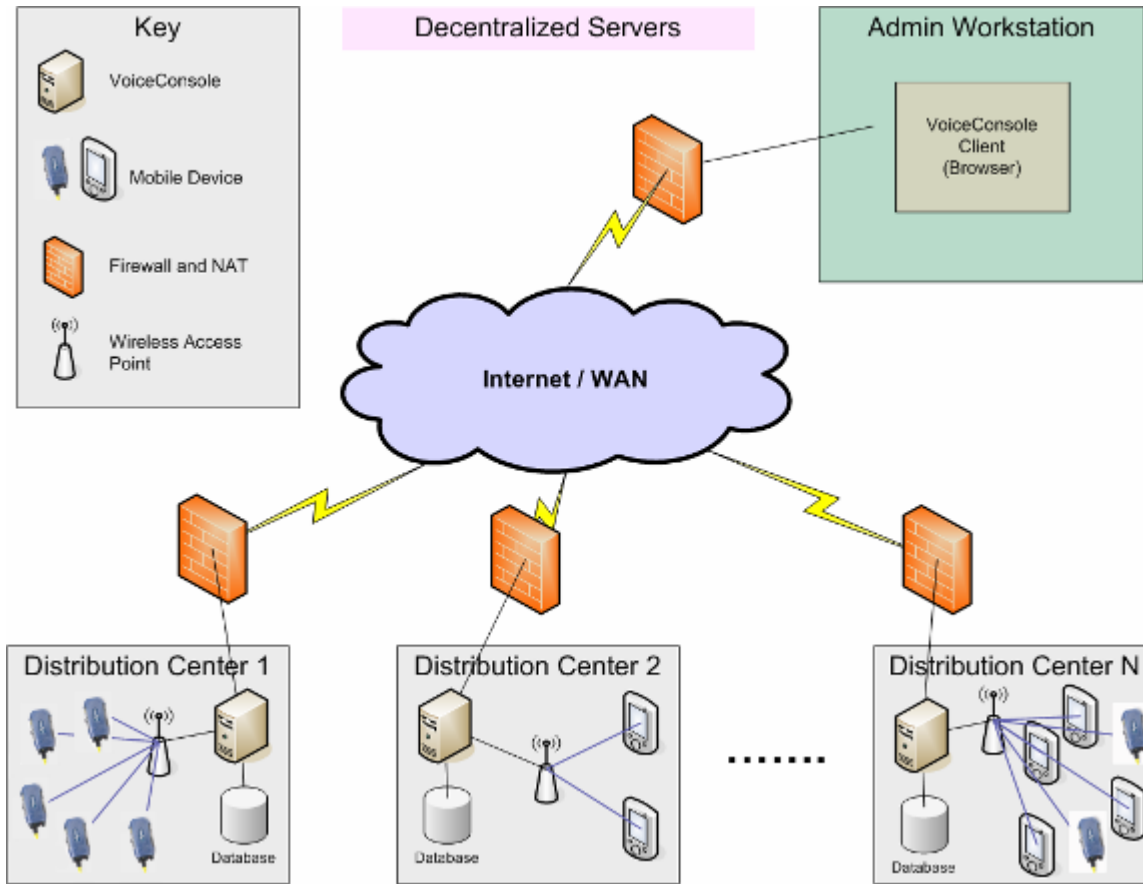 Key
VoiceConsole
Mobile Device
Firewall and NAT
Wireless Access
Point
Decentralized Servers
Admin Workstation
VoiceConsole
Client
(Browser)
Internet / WAN
Distribution Center 1
Database
Distribution Center 2
Database
.......
Distribution Center N
Database